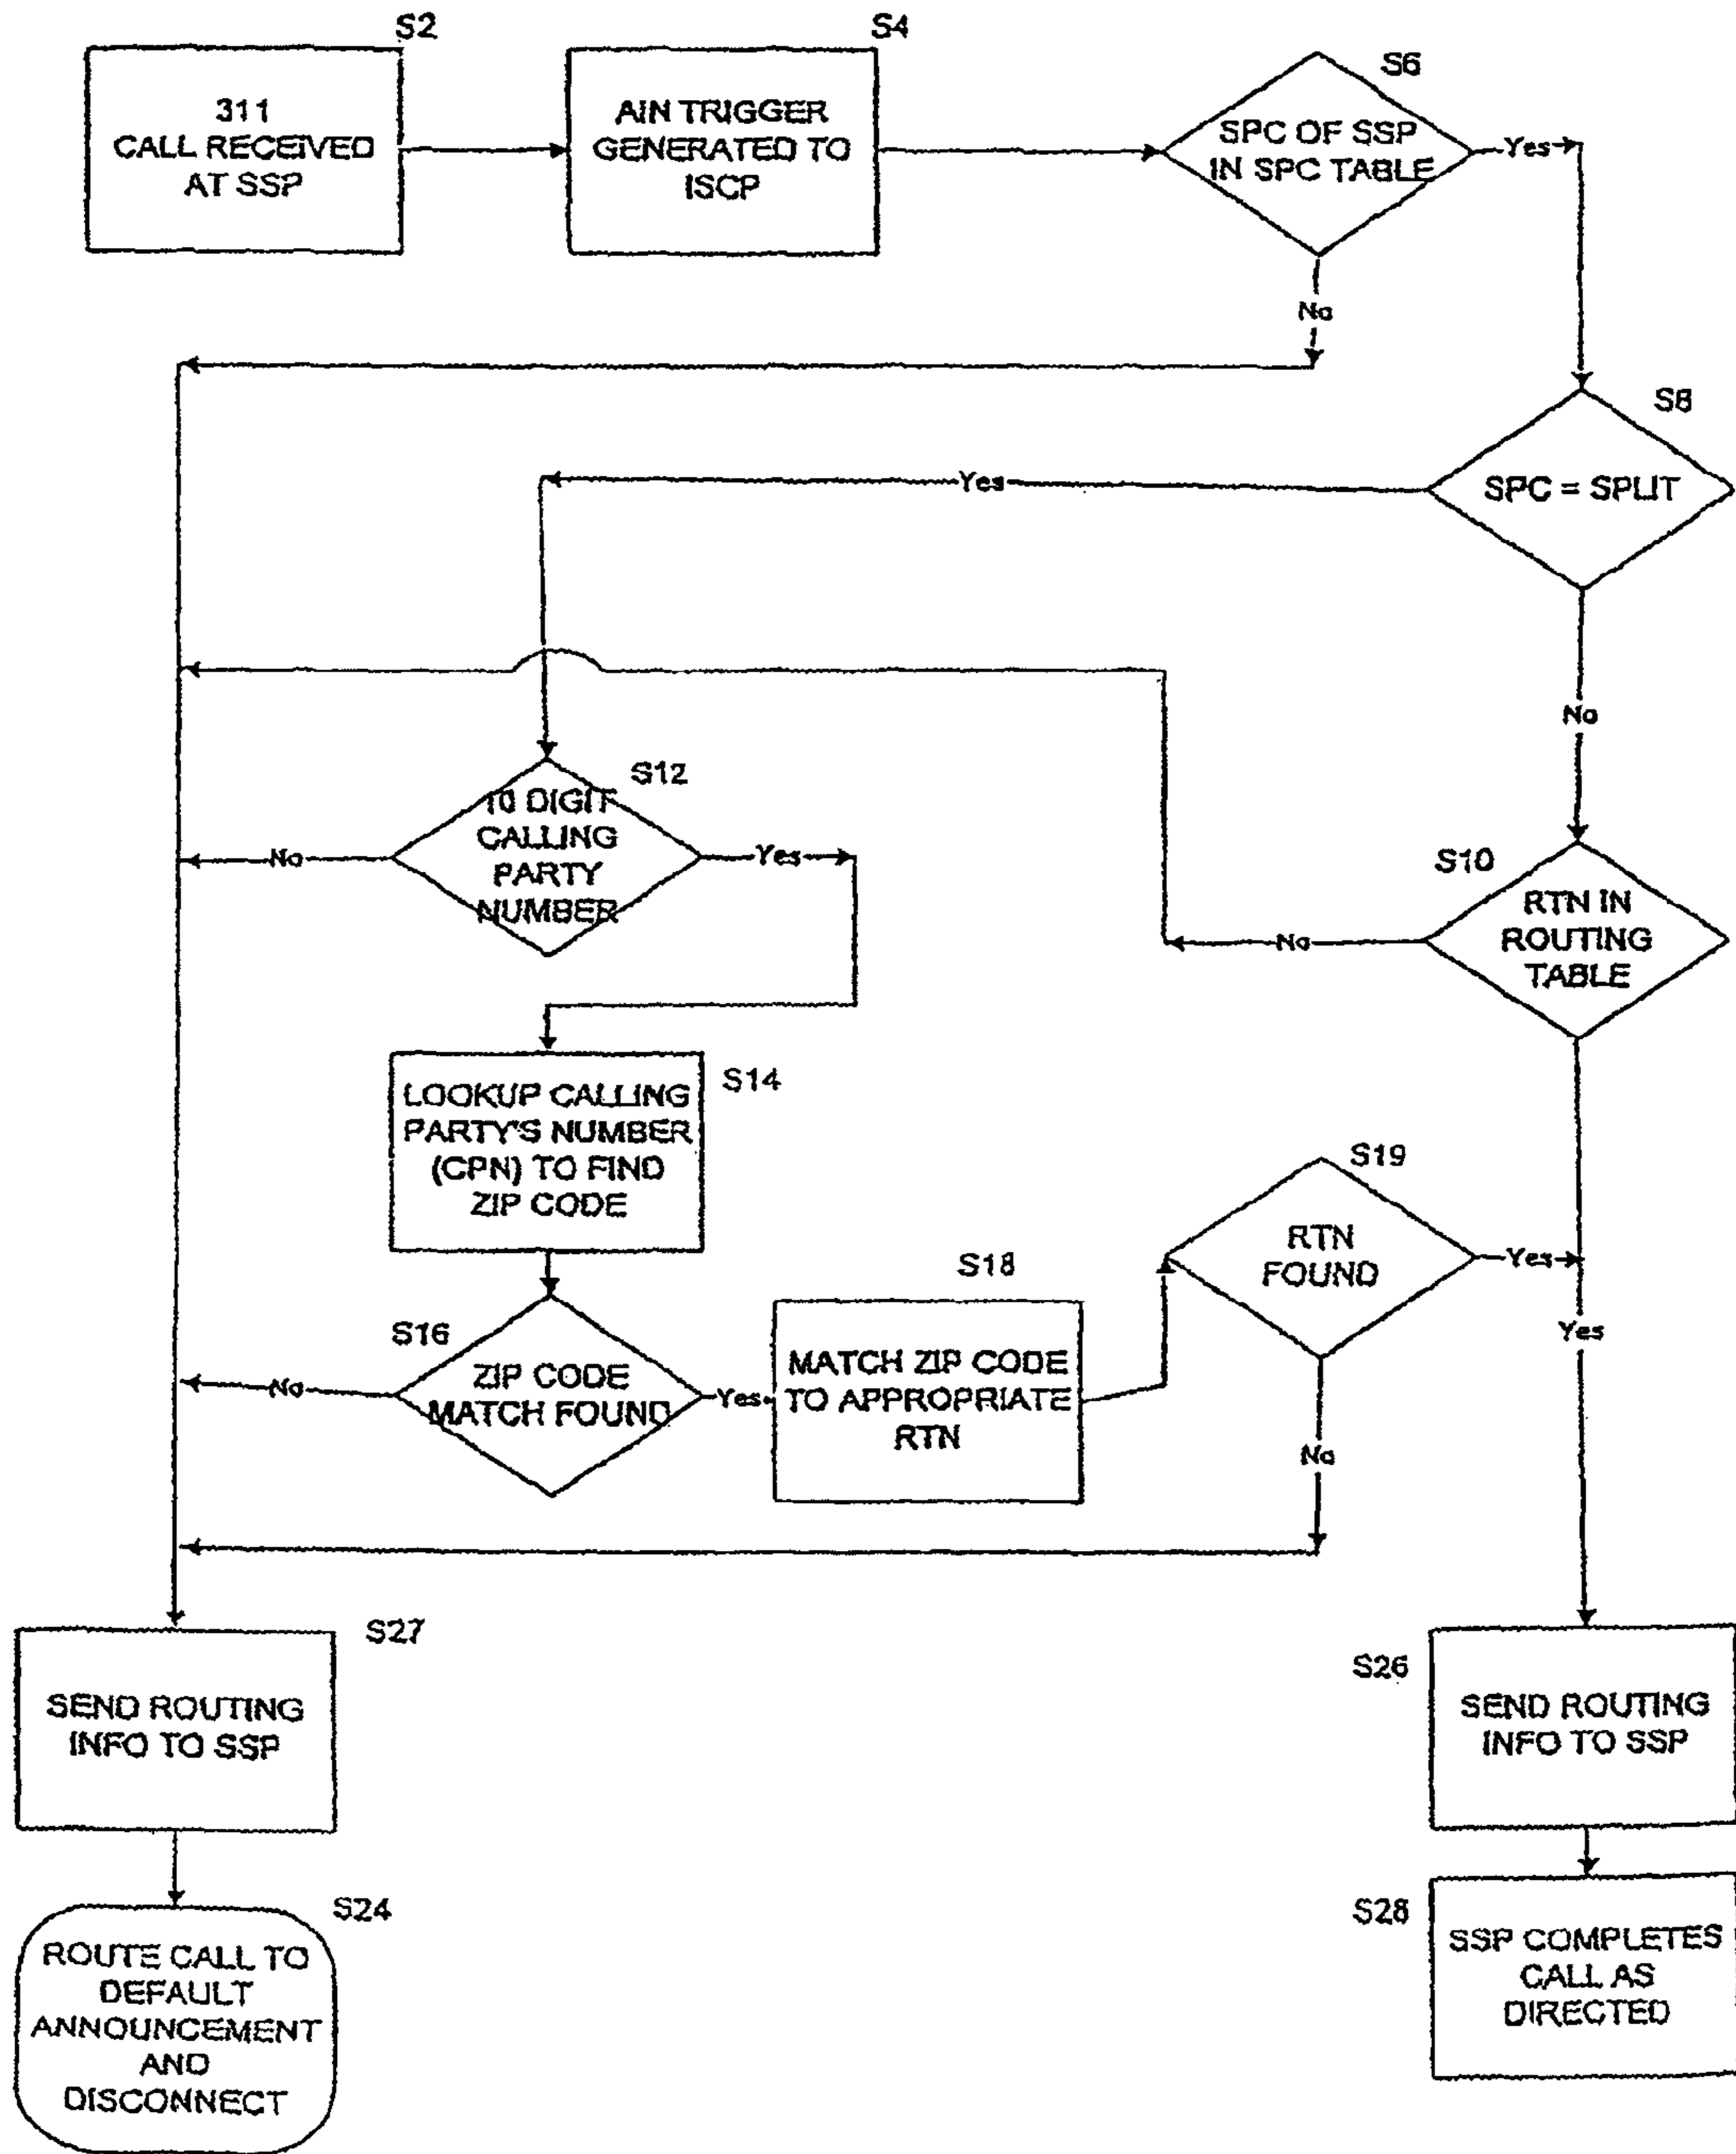 S2
311
CALL RECEIVED
AT SSP
S4
AIN TRIGGER
GENERATED TO
ISCP
S6
SPC OF SSP
IN SPC TABLE
Yes
No
S8
SPC = SPLIT
Yes
No
S12
10 DIGIT
CALLING
PARTY
NUMBER
No
Yes
S10
RTN IN
ROUTING
TABLE
No
Yes
S14
LOOKUP CALLING
PARTY'S NUMBER
(CPN) TO FIND
ZIP CODE
S16
ZIP CODE
MATCH FOUND
No
Yes
S18
MATCH ZIP CODE
TO APPROPRIATE
RTN
S19
RTN
FOUND
Yes
No
S27
SEND ROUTING
INFO TO SSP
S26
SEND ROUTING
INFO TO SSP
S24
ROUTE CALL TO
DEFAULT
ANNOUNCEMENT
AND
DISCONNECT
S28
SSP COMPLETES
CALL AS
DIRECTED